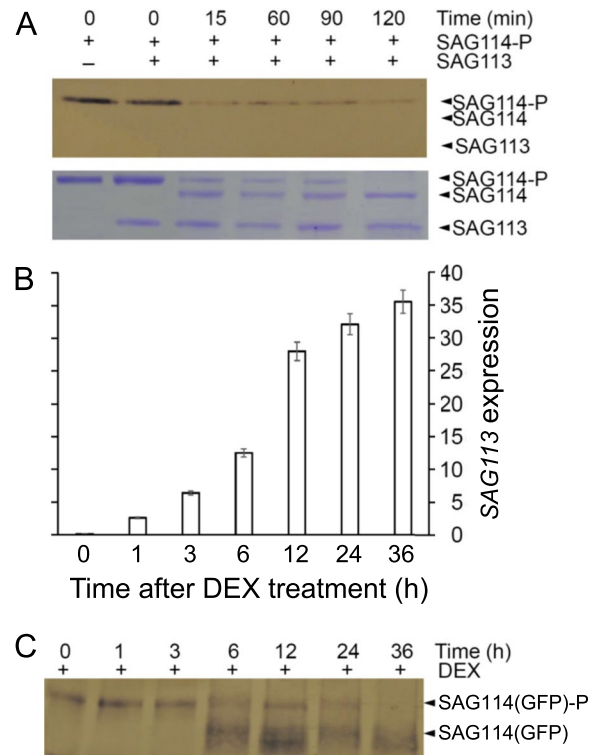 A
0 0 15 60 90 120 Time (min)
+ + + + + + SAG114-P
– + + + + + SAG113
◄SAG114-P
◄SAG114
◄SAG113
◄SAG114-P
◄SAG114
◄SAG113
B
40
35
30
25
20
15
10
5
0
SAG113 expression
0 1 3 6 12 24 36
Time after DEX treatment (h)
C
0 1 3 6 12 24 36 Time (h)
+ + + + + + + DEX
◄SAG114(GFP)-P
◄SAG114(GFP)